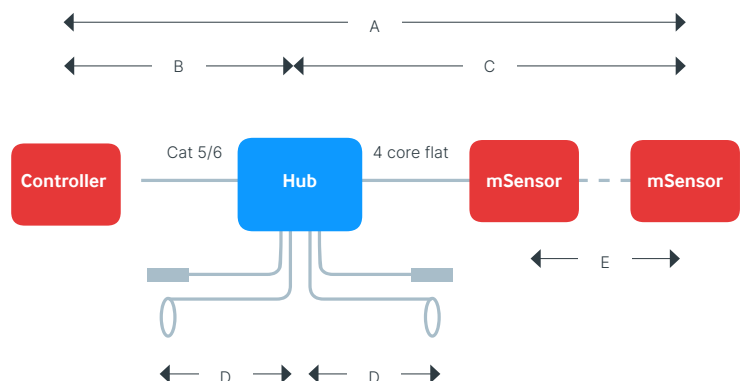 A
B
C
Cat 5/6
4 core flat
Controller
Hub
mSensor
mSensor
E
D
D